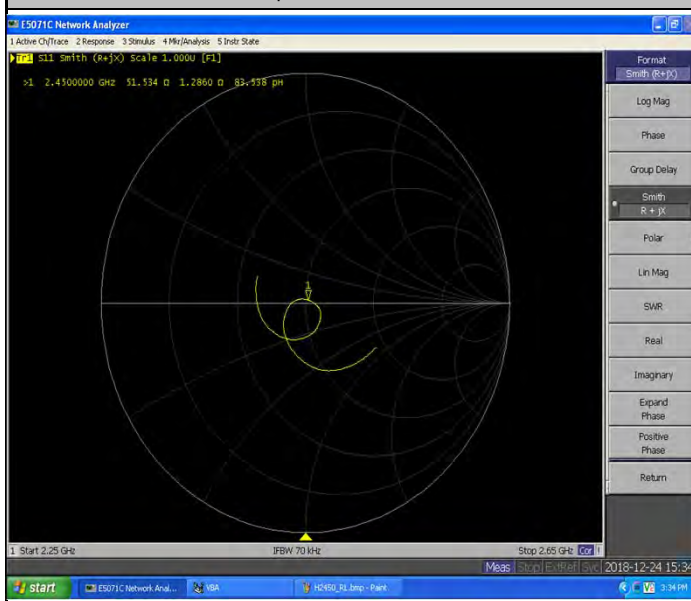 E5071C Network Analyzer
1 Active Ch/Trace 2 Response 3 Stimulus 4 Mkr/Analysis 5 Instr State
Tr1 S11 Smith (R+jX) Scale 1.000U [F1]
>1 2.4500000 GHz 51.534 Ω 1.2860 Ω 83.538 pH
1
Format
Smith (R+jX)
Log Mag
Phase
Group Delay
Smith
R + jX
Polar
Lin Mag
SWR
Real
Imaginary
Expand
Phase
Positive
Phase
Return
1 Start 2.25 GHz IFBW 70 kHz Stop 2.65 GHz Cor !
Meas Stop ExtRef Svc 2018-12-24 15:34
start E5071C Network Anal... VBA H2450_RL.bmp - Paint 3:34 PM